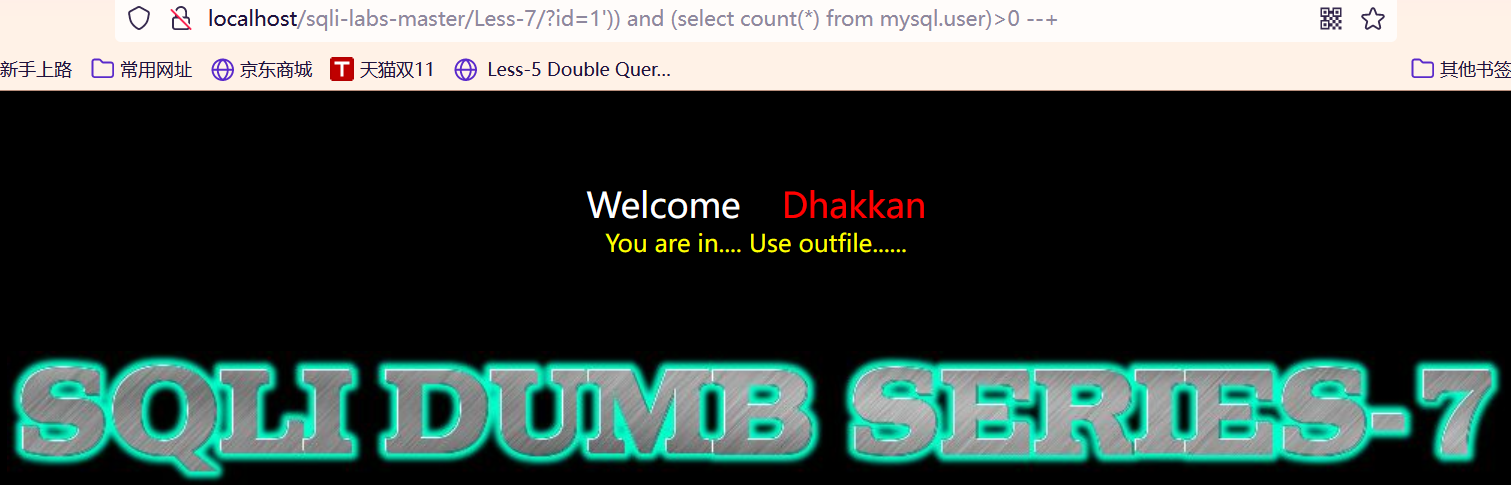 localhost/sqli-labs-master/Less-7/?id=1')) and (select count(*) from mysql.user)>0 --+
新手上路 常用网址 京东商城 T 天猫双11 Less-5 Double Quer... 其他书签
Welcome Dhakkan
You are in.... Use outfile......
SQLI DUMB SERIES-7